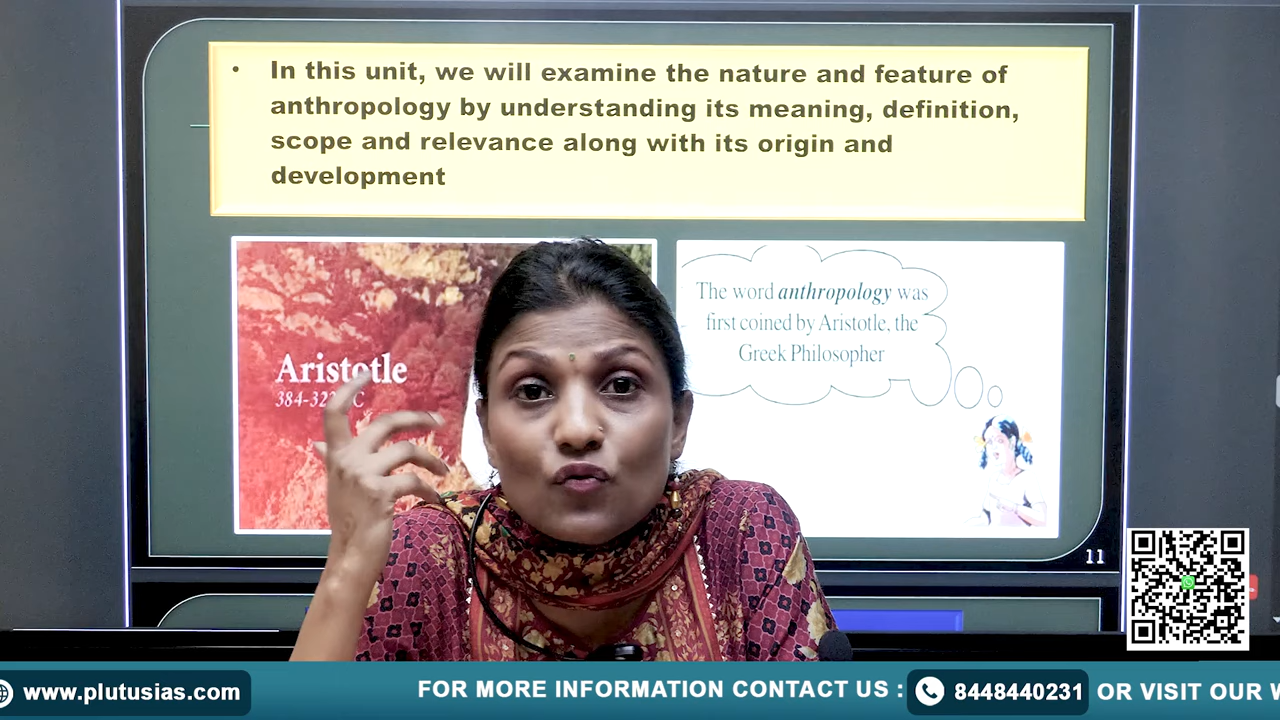 • In this unit, we will examine the nature and feature of
anthropology by understanding its meaning, definition,
scope and relevance along with its origin and
development
Aristotle
The word anthropology was
first coined by Aristotle, the
Greek Philosopher
11
www.plutusias.com
FOR MORE INFORMATION CONTACT US :
8448440231
OR VISIT OUR